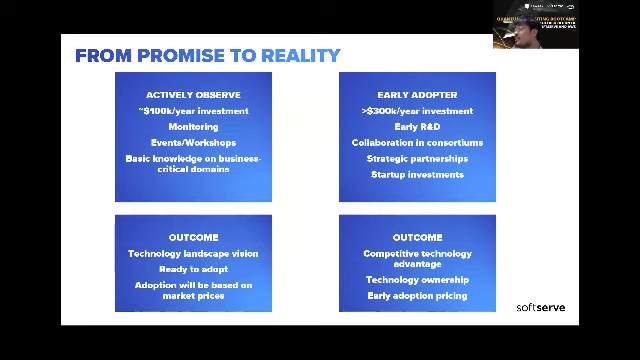 FROM PROMISE TO REALITY
ACTIVELY OBSERVE
~$100k/year investment
Monitoring
Events/Workshops
Basic knowledge on business-
critical domains
EARLY ADOPTER
>$300k/year investment
Early R&D
Collaboration in consortiums
Strategic partnerships
Startup investments
OUTCOME
Technology landscape vision
Ready to adopt
Adoption will be based on
market prices
OUTCOME
Competitive technology
advantage
Technology ownership
Early adoption pricing
softserve